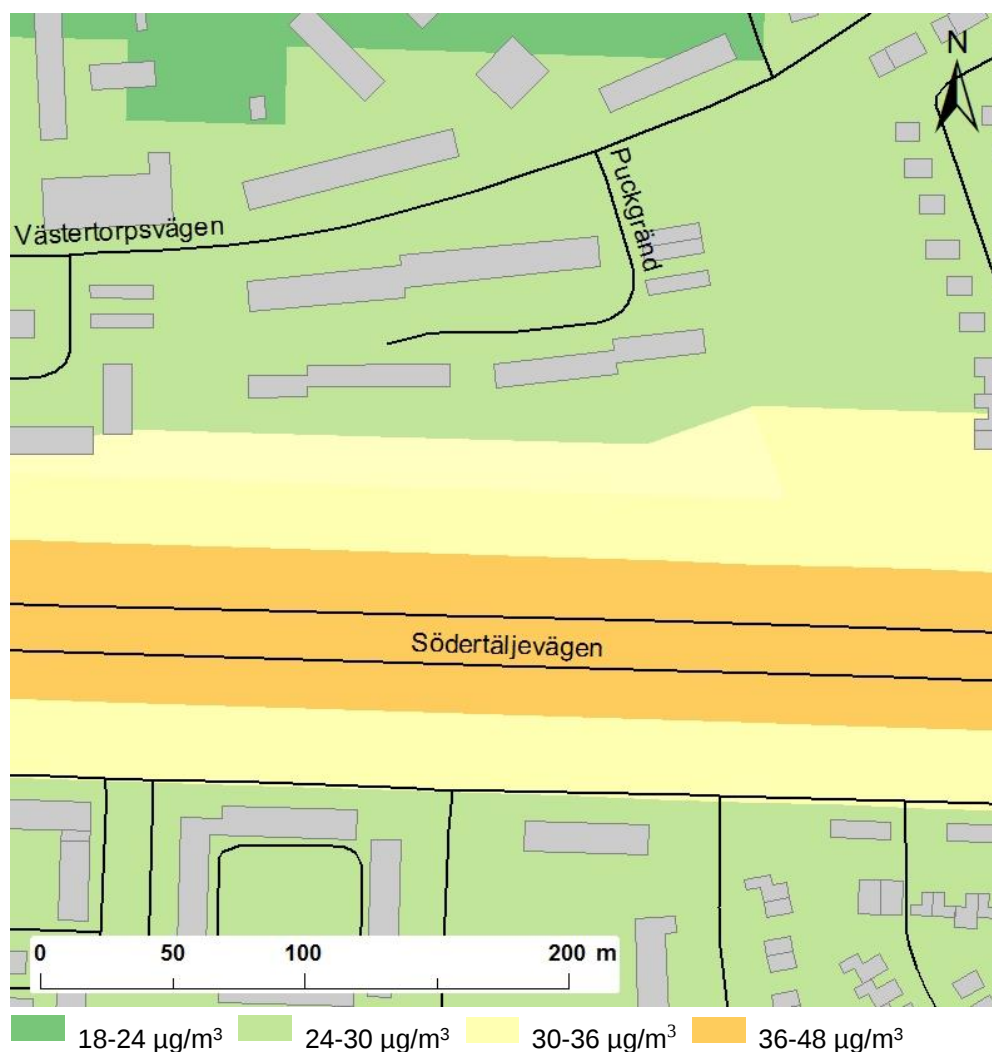 N
Puckgränd
Västertorpsvägen
Södertäljevägen
0 50 100 200 m
18-24 µg/m³ 24-30 µg/m³ 30-36 µg/m³ 36-48 µg/m³